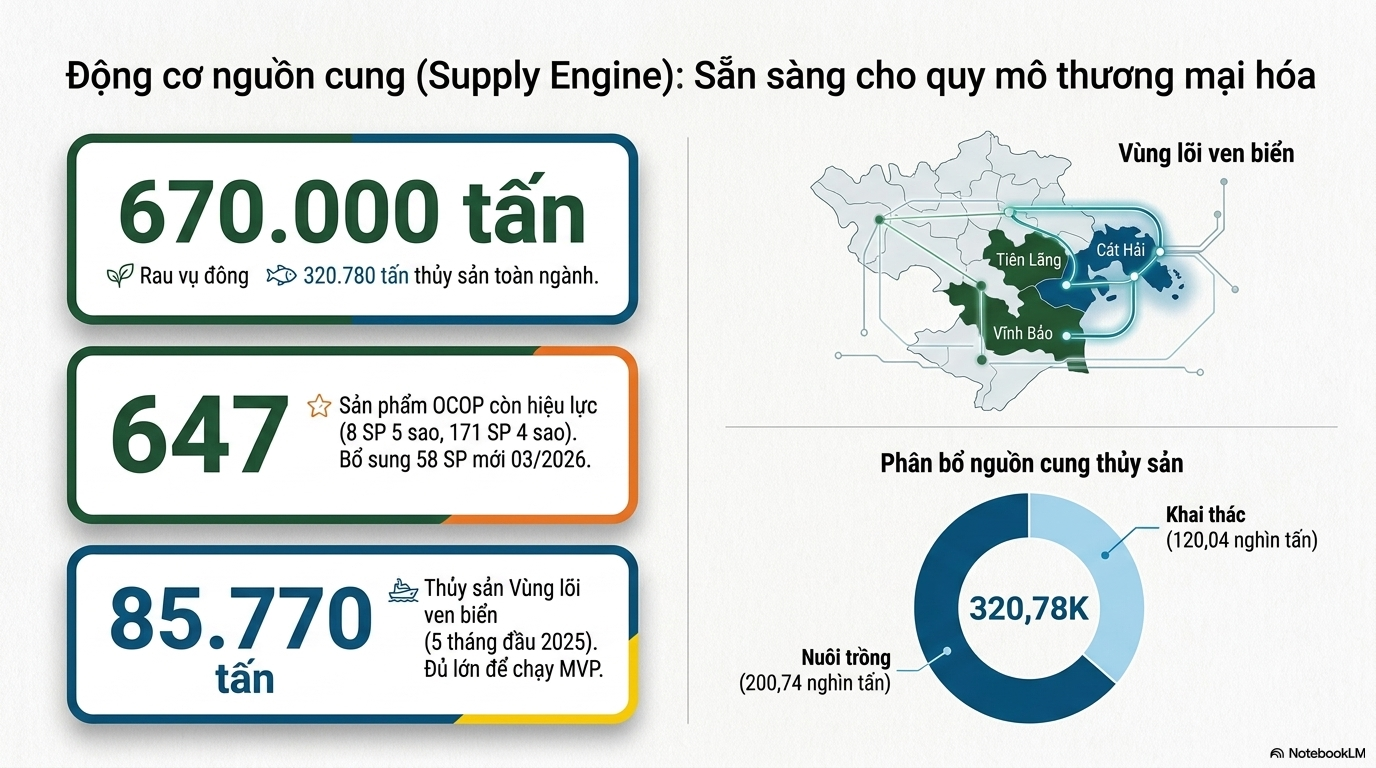 Động cơ nguồn cung (Supply Engine): Sẵn sàng cho quy mô thương mại hóa
670.000 tấn
Rau vụ đông
320.780 tấn thủy sản toàn ngành.
647
Sản phẩm OCOP còn hiệu lực
(8 SP 5 sao, 171 SP 4 sao).
Bổ sung 58 SP mới 03/2026.
85.770
tấn
Thủy sản Vùng lõi
ven biển
(5 tháng đầu 2025).
Đủ lớn để chạy MVP.
Vùng lõi ven biển
Tiên Lãng
Cát Hải
Vĩnh Bảo
Phân bổ nguồn cung thủy sản
Khai thác
(120,04 nghìn tấn)
320,78K
Nuôi trồng
(200,74 nghìn tấn)
NotebookLM